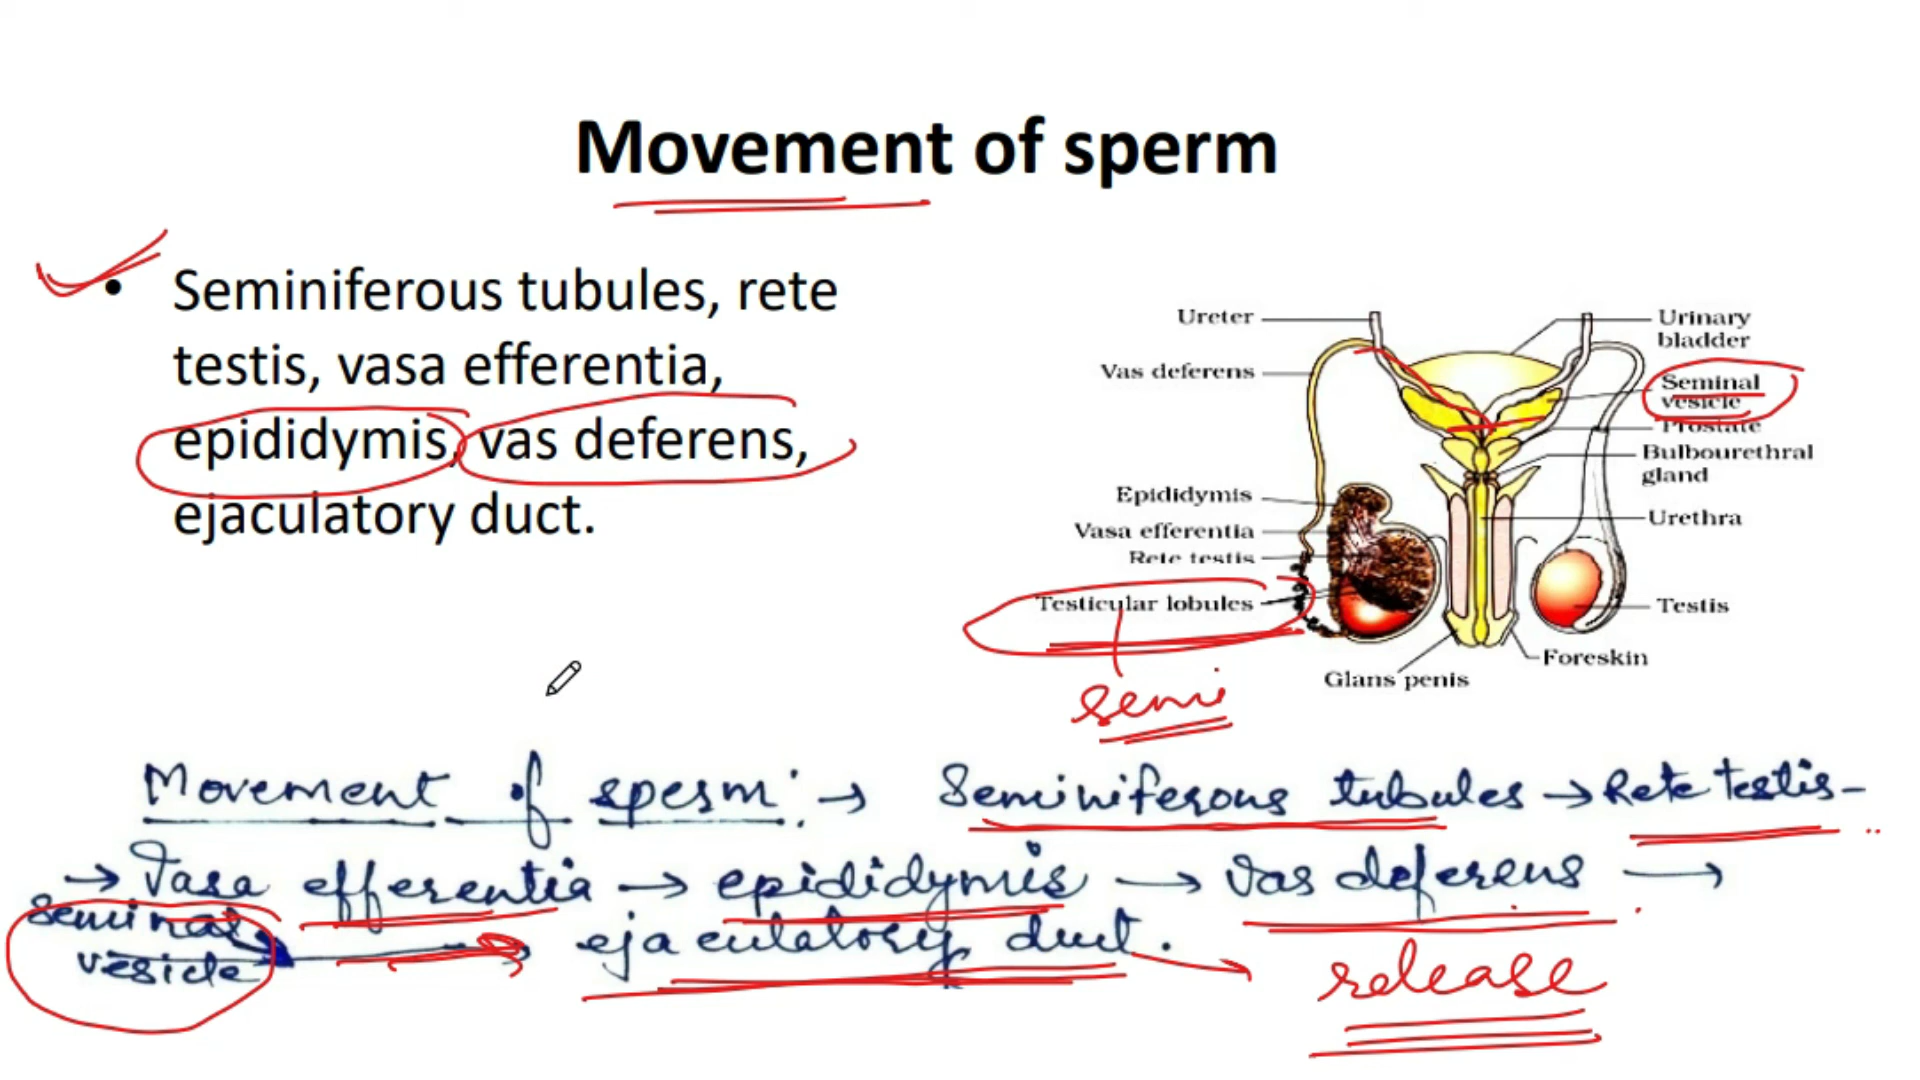 Movement of sperm
• Seminiferous tubules, rete
testis, vasa efferentia,
epididymis, vas deferens,
ejaculatory duct.
Ureter
Vas deferens
Epididymis
Vasa efferentia
Rete testis
Testicular lobules
Glans penis
Urinary
bladder
Seminal
vesicle
Prostate
Bulbourethral
gland
Urethra
Testis
Foreskin
semi
Movement of sperm: → Seminiferous tubules → Rete testis -
→ Vasa efferentia → epididymis → Vas deferens →
seminal
vesicle → ejaculatory duct. → release